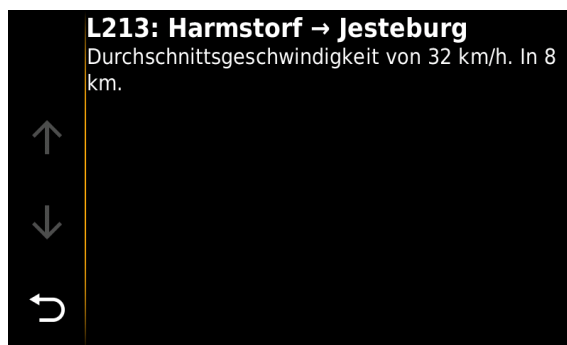 L213: Harmstorf → Jesteburg
Durchschnittsgeschwindigkeit von 32 km/h. In 8
km.